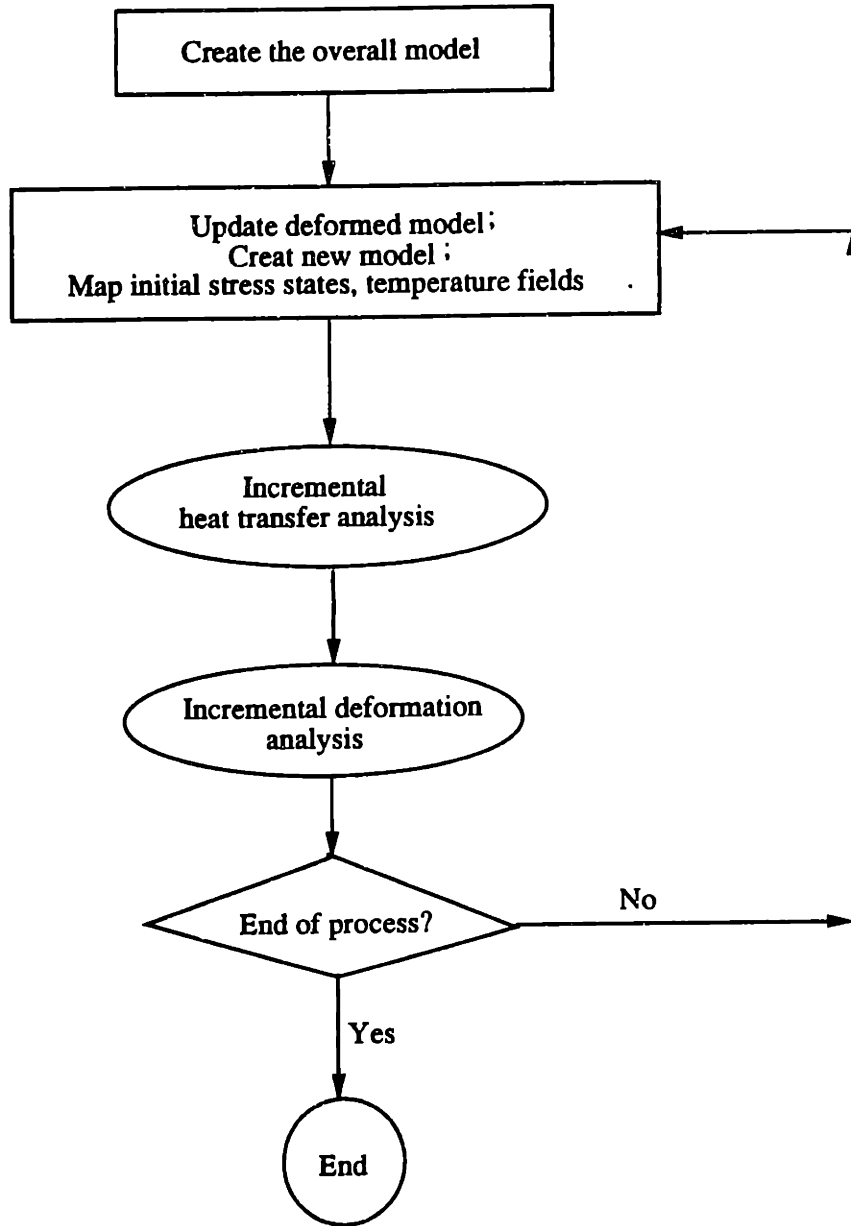 Create the overall model
Update deformed model;
Creat new model;
Map initial stress states, temperature fields .
Incremental
heat transfer analysis
Incremental deformation
analysis
End of process?
No
Yes
End